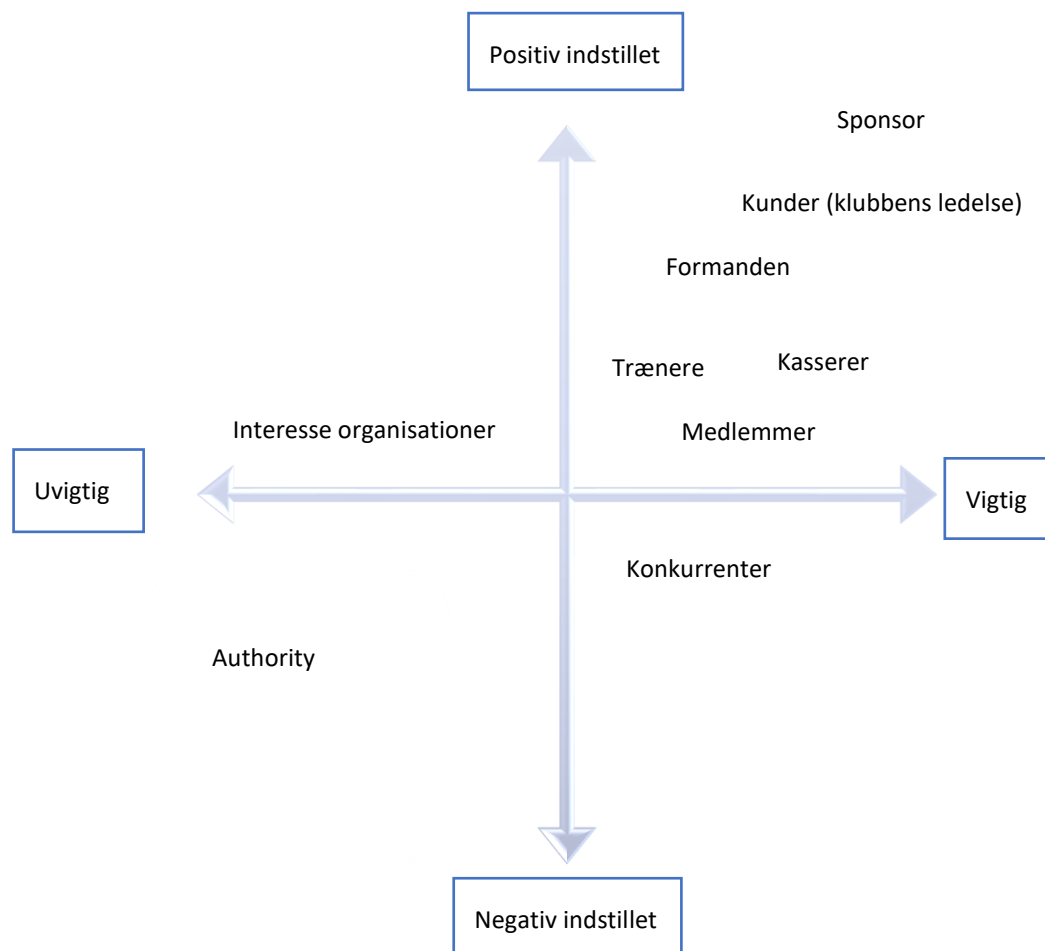 Positiv indstillet
Sponsor
Kunder (klubbens ledelse)
Formanden
Trænere
Kasserer
Interesse organisationer
Medlemmer
Uvigtig
Vigtig
Konkurrenter
Authority
Negativ indstillet